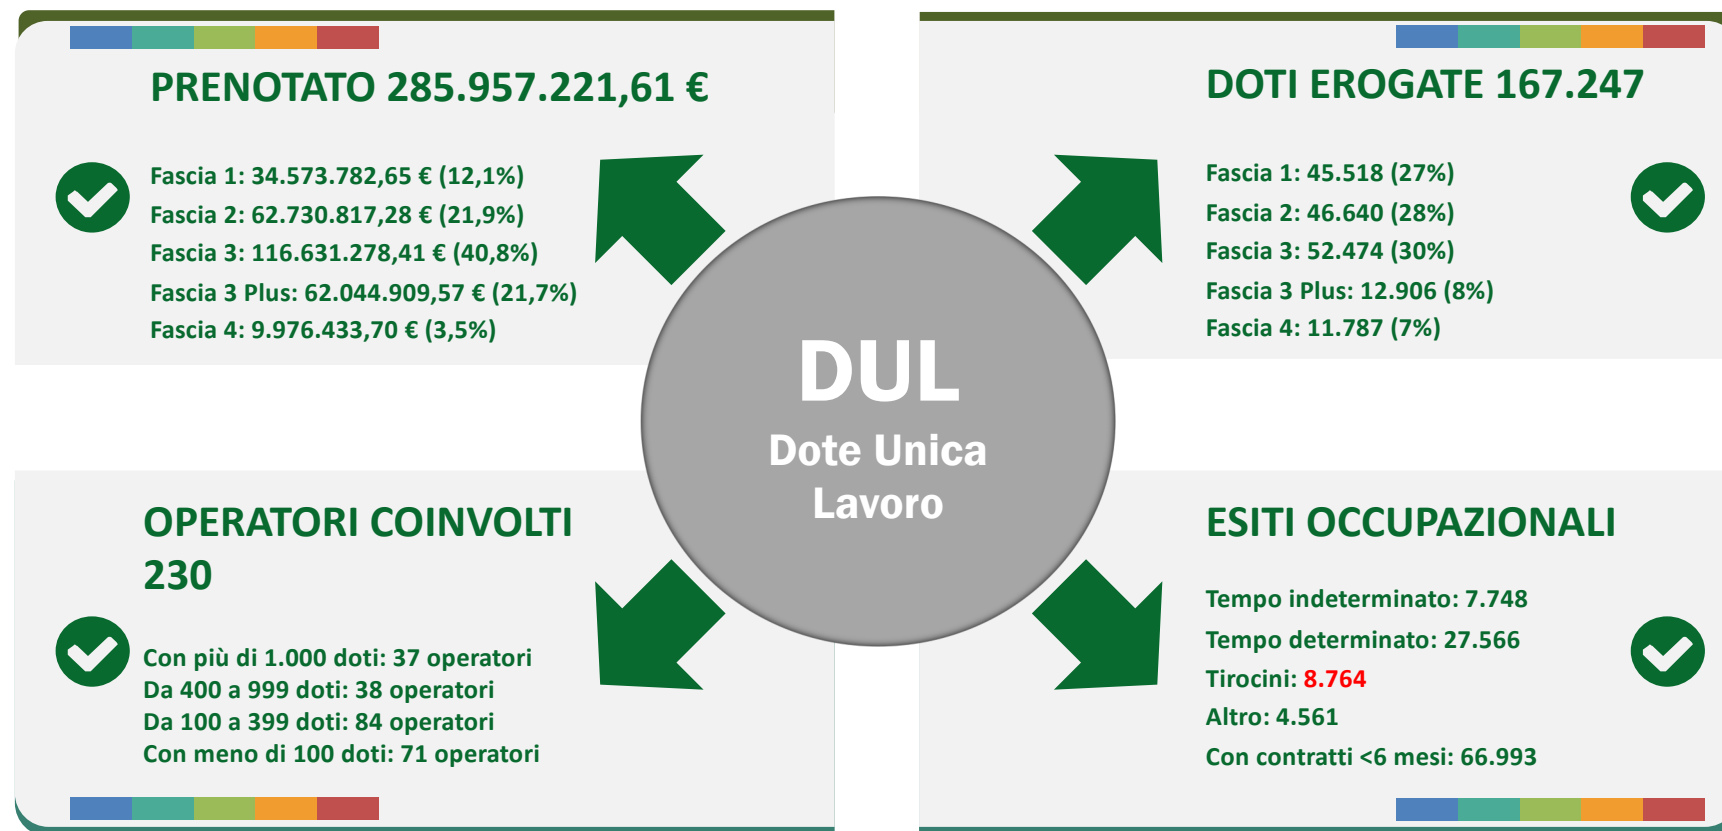 PRENOTATO 285.957.221,61 €
Fascia 1: 34.573.782,65 € (12,1%)
Fascia 2: 62.730.817,28 € (21,9%)
Fascia 3: 116.631.278,41 € (40,8%)
Fascia 3 Plus: 62.044.909,57 € (21,7%)
Fascia 4: 9.976.433,70 € (3,5%)
DOTI EROGATE 167.247
Fascia 1: 45.518 (27%)
Fascia 2: 46.640 (28%)
Fascia 3: 52.474 (30%)
Fascia 3 Plus: 12.906 (8%)
Fascia 4: 11.787 (7%)
DUL
Dote Unica
Lavoro
OPERATORI COINVOLTI
230
Con più di 1.000 doti: 37 operatori
Da 400 a 999 doti: 38 operatori
Da 100 a 399 doti: 84 operatori
Con meno di 100 doti: 71 operatori
ESITI OCCUPAZIONALI
Tempo indeterminato: 7.748
Tempo determinato: 27.566
Tirocini: 8.764
Altro: 4.561
Con contratti <6 mesi: 66.993